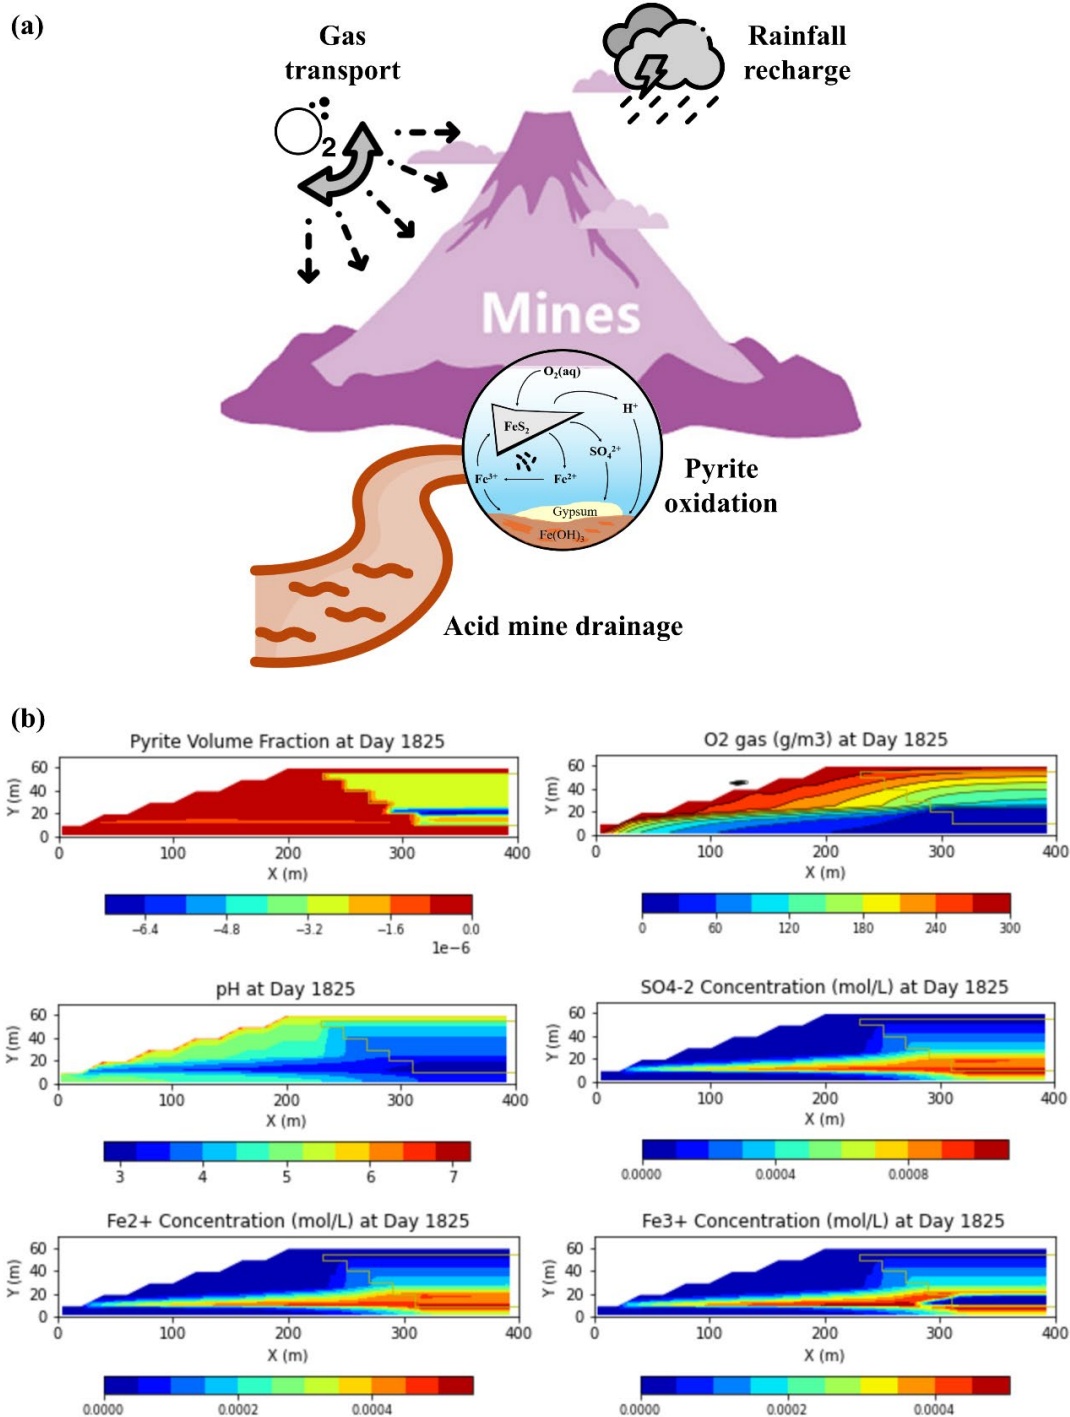 (a)
Gas
transport
Rainfall
recharge
2
Mines
O₂(aq)
H⁺
FeS₂
SO₄²⁺
Fe³⁺
Fe²⁺
Gypsum
Fe(OH)₃
Pyrite
oxidation
Acid mine drainage
(b)
Pyrite Volume Fraction at Day 1825
Y (m)
60
40
20
0
0 100 200 300 400
X (m)
−6.4 −4.8 −3.2 −1.6 0.0
1e−6
O2 gas (g/m3) at Day 1825
Y (m)
60
40
20
0
0 100 200 300 400
X (m)
0 60 120 180 240 300
pH at Day 1825
Y (m)
60
40
20
0
0 100 200 300 400
X (m)
3 4 5 6 7
SO4-2 Concentration (mol/L) at Day 1825
Y (m)
60
40
20
0
0 100 200 300 400
X (m)
0.0000 0.0004 0.0008
Fe2+ Concentration (mol/L) at Day 1825
Y (m)
60
40
20
0
0 100 200 300 400
X (m)
0.0000 0.0002 0.0004
Fe3+ Concentration (mol/L) at Day 1825
Y (m)
60
40
20
0
0 100 200 300 400
X (m)
0.0000 0.0002 0.0004